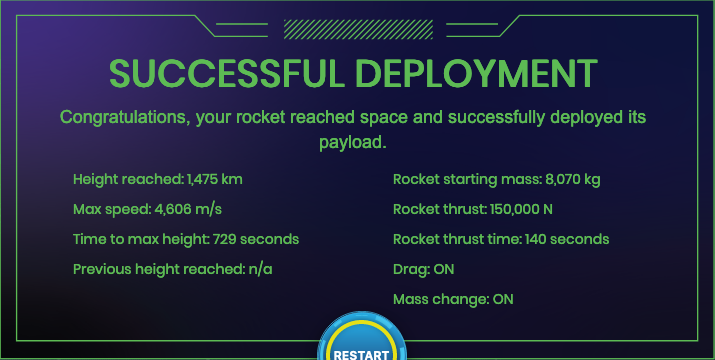 SUCCESSFUL DEPLOYMENT
Congratulations, your rocket reached space and successfully deployed its
payload.
Height reached: 1,475 km
Max speed: 4,606 m/s
Time to max height: 729 seconds
Previous height reached: n/a
Rocket starting mass: 8,070 kg
Rocket thrust: 150,000 N
Rocket thrust time: 140 seconds
Drag: ON
Mass change: ON
RESTART